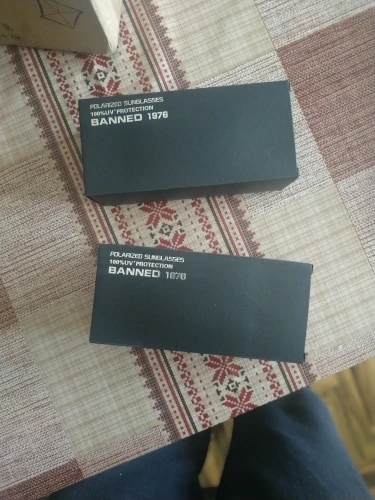 POLARIZED SUNGLASSES
100%UV*PROTECTION
BANNED 1976
POLARIZED SUNGLASSES
100%UV*PROTECTION
BANNED 1976